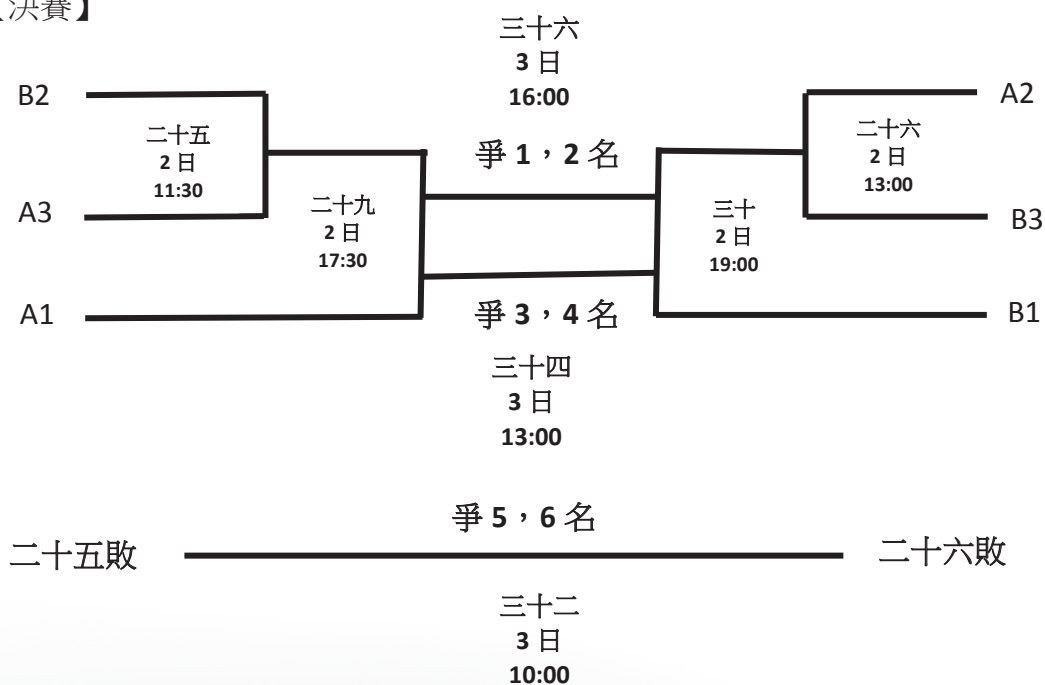 【決賽】
三十六
3 日
16:00
B2
A2
二十五
2 日
11:30
爭 1，2 名
二十六
2 日
13:00
A3
二十九
2 日
17:30
三十
2 日
19:00
B3
A1
爭 3，4 名
B1
三十四
3 日
13:00
爭 5，6 名
二十五敗
二十六敗
三十二
3 日
10:00